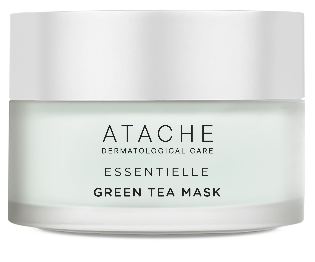 ATACHE
DERMATOLOGICAL CARE
ESSENTIELLE
GREEN TEA MASK